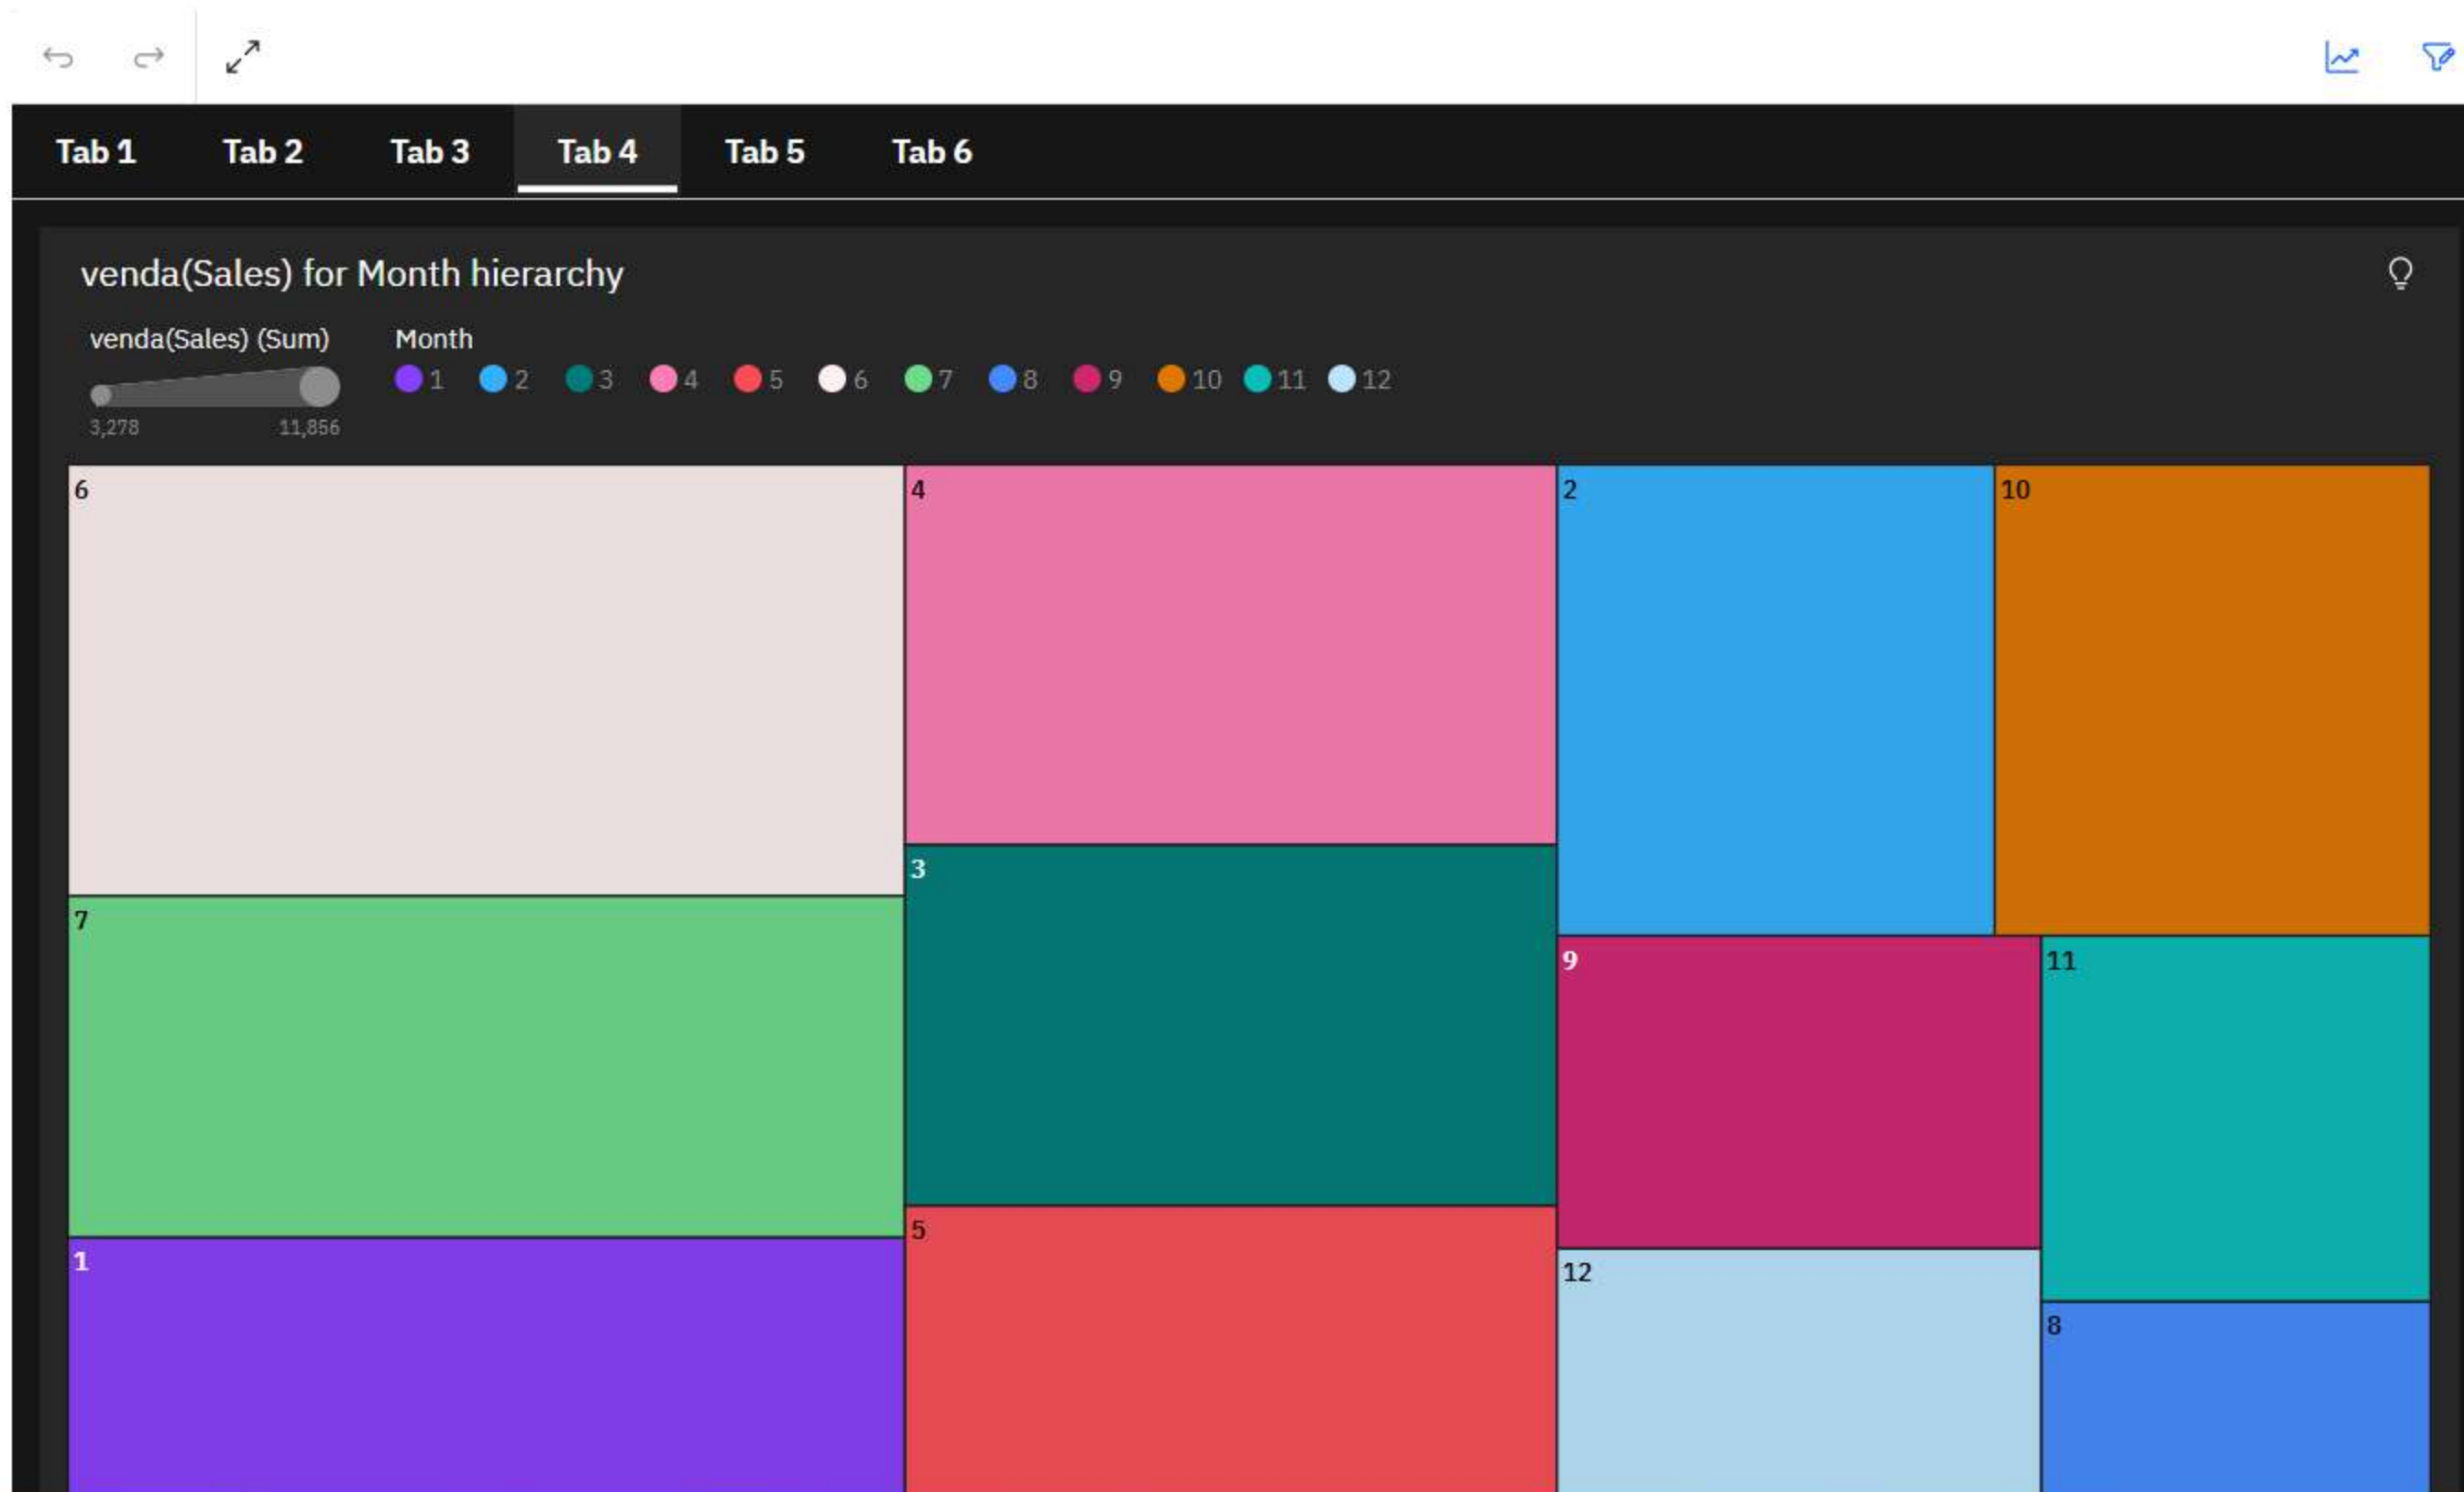 Tab 1 Tab 2 Tab 3 Tab 4 Tab 5 Tab 6
venda(Sales) for Month hierarchy
venda(Sales) (Sum) Month
1 2 3 4 5 6 7 8 9 10 11 12
3,278 11,856
6 4 2 10
3
7
9 11
5
1
12
8